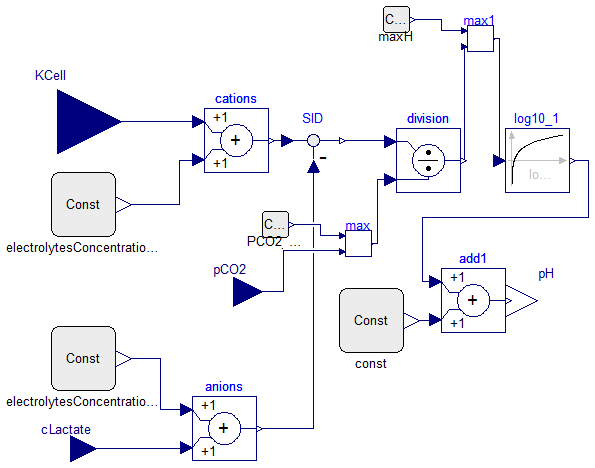 C...
maxH
max1
KCell
cations
+1
+
+1
SID
-
division
÷
log10_1
lo...
Const
electrolytesConcentratio...
C...
PCO2_...
max
pCO2
add1
+1
+
+1
pH
Const
const
Const
electrolytesConcentratio...
anions
+1
+
+1
cLactate